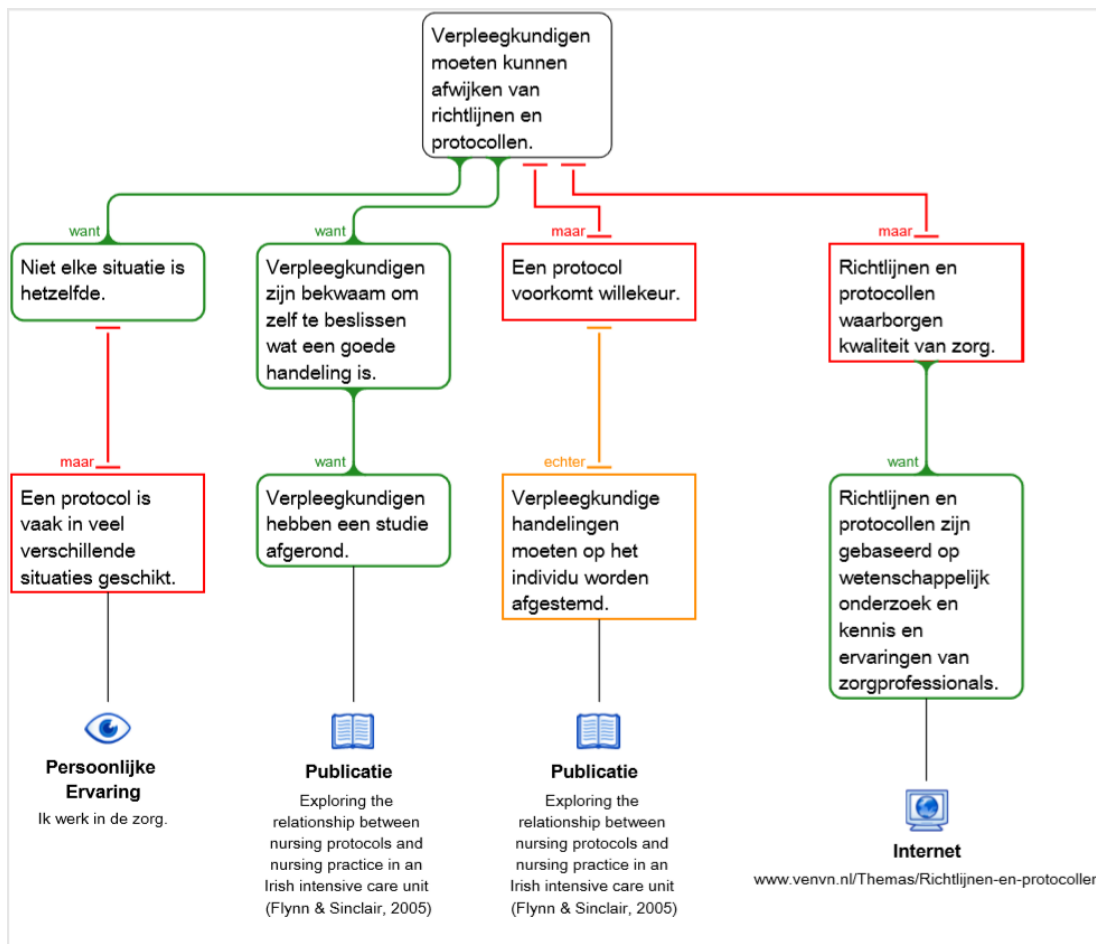 Verpleegkundigen
moeten kunnen
afwijken van
richtlijnen en
protocollen.
want
Niet elke situatie is
hetzelfde.
want
Verpleegkundigen
zijn bekwaam om
zelf te beslissen
wat een goede
handeling is.
maar
Een protocol
voorkomt willekeur.
maar
Richtlijnen en
protocollen
waarborgen
kwaliteit van zorg.
maar
Een protocol is
vaak in veel
verschillende
situaties geschikt.
want
Verpleegkundigen
hebben een studie
afgerond.
echter
Verpleegkundige
handelingen
moeten op het
individu worden
afgestemd.
want
Richtlijnen en
protocollen zijn
gebaseerd op
wetenschappelijk
onderzoek en
kennis en
ervaringen van
zorgprofessionals.
Persoonlijke
Ervaring
Ik werk in de zorg.
Publicatie
Exploring the
relationship between
nursing protocols and
nursing practice in an
Irish intensive care unit
(Flynn & Sinclair, 2005)
Publicatie
Exploring the
relationship between
nursing protocols and
nursing practice in an
Irish intensive care unit
(Flynn & Sinclair, 2005)
Internet
www.venvn.nl/Themas/Richtlijnen-en-protocollen